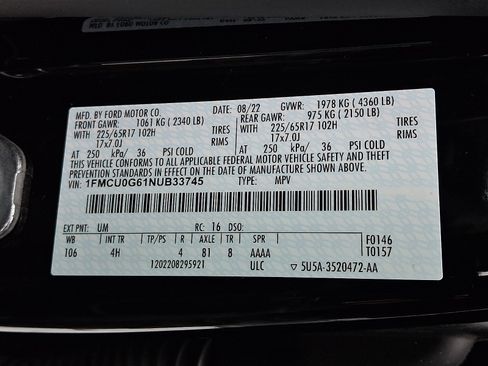 MFD. BY FORD MOTOR CO. 08/22 GVWR: 1978 KG ( 4360 LB)
FRONT GAWR: 1061 KG ( 2340 LB) REAR GAWR: 975 KG ( 2150 LB)
WITH 225/65R17 102H TIRES WITH 225/65R17 102H TIRES
17x7.0J RIMS 17x7.0J RIMS
AT 250 kPa/ 36 PSI COLD AT 250 kPa/ 36 PSI COLD
THIS VEHICLE CONFORMS TO ALL APPLICABLE FEDERAL MOTOR VEHICLE SAFETY AND THEFT
PREVENTION STANDARDS IN EFFECT ON THE DATE OF MANUFACTURE SHOWN ABOVE.
VIN: 1FMCU0G61NUB33745 TYPE: MPV
EXT PNT: UM RC: 16 DSO:
WB INT TR TP/PS R AXLE TR SPR F0146
106 4H 4 81 8 AAAA T0157
1202208295921 ULC ▽ 5U5A-3520472-AA